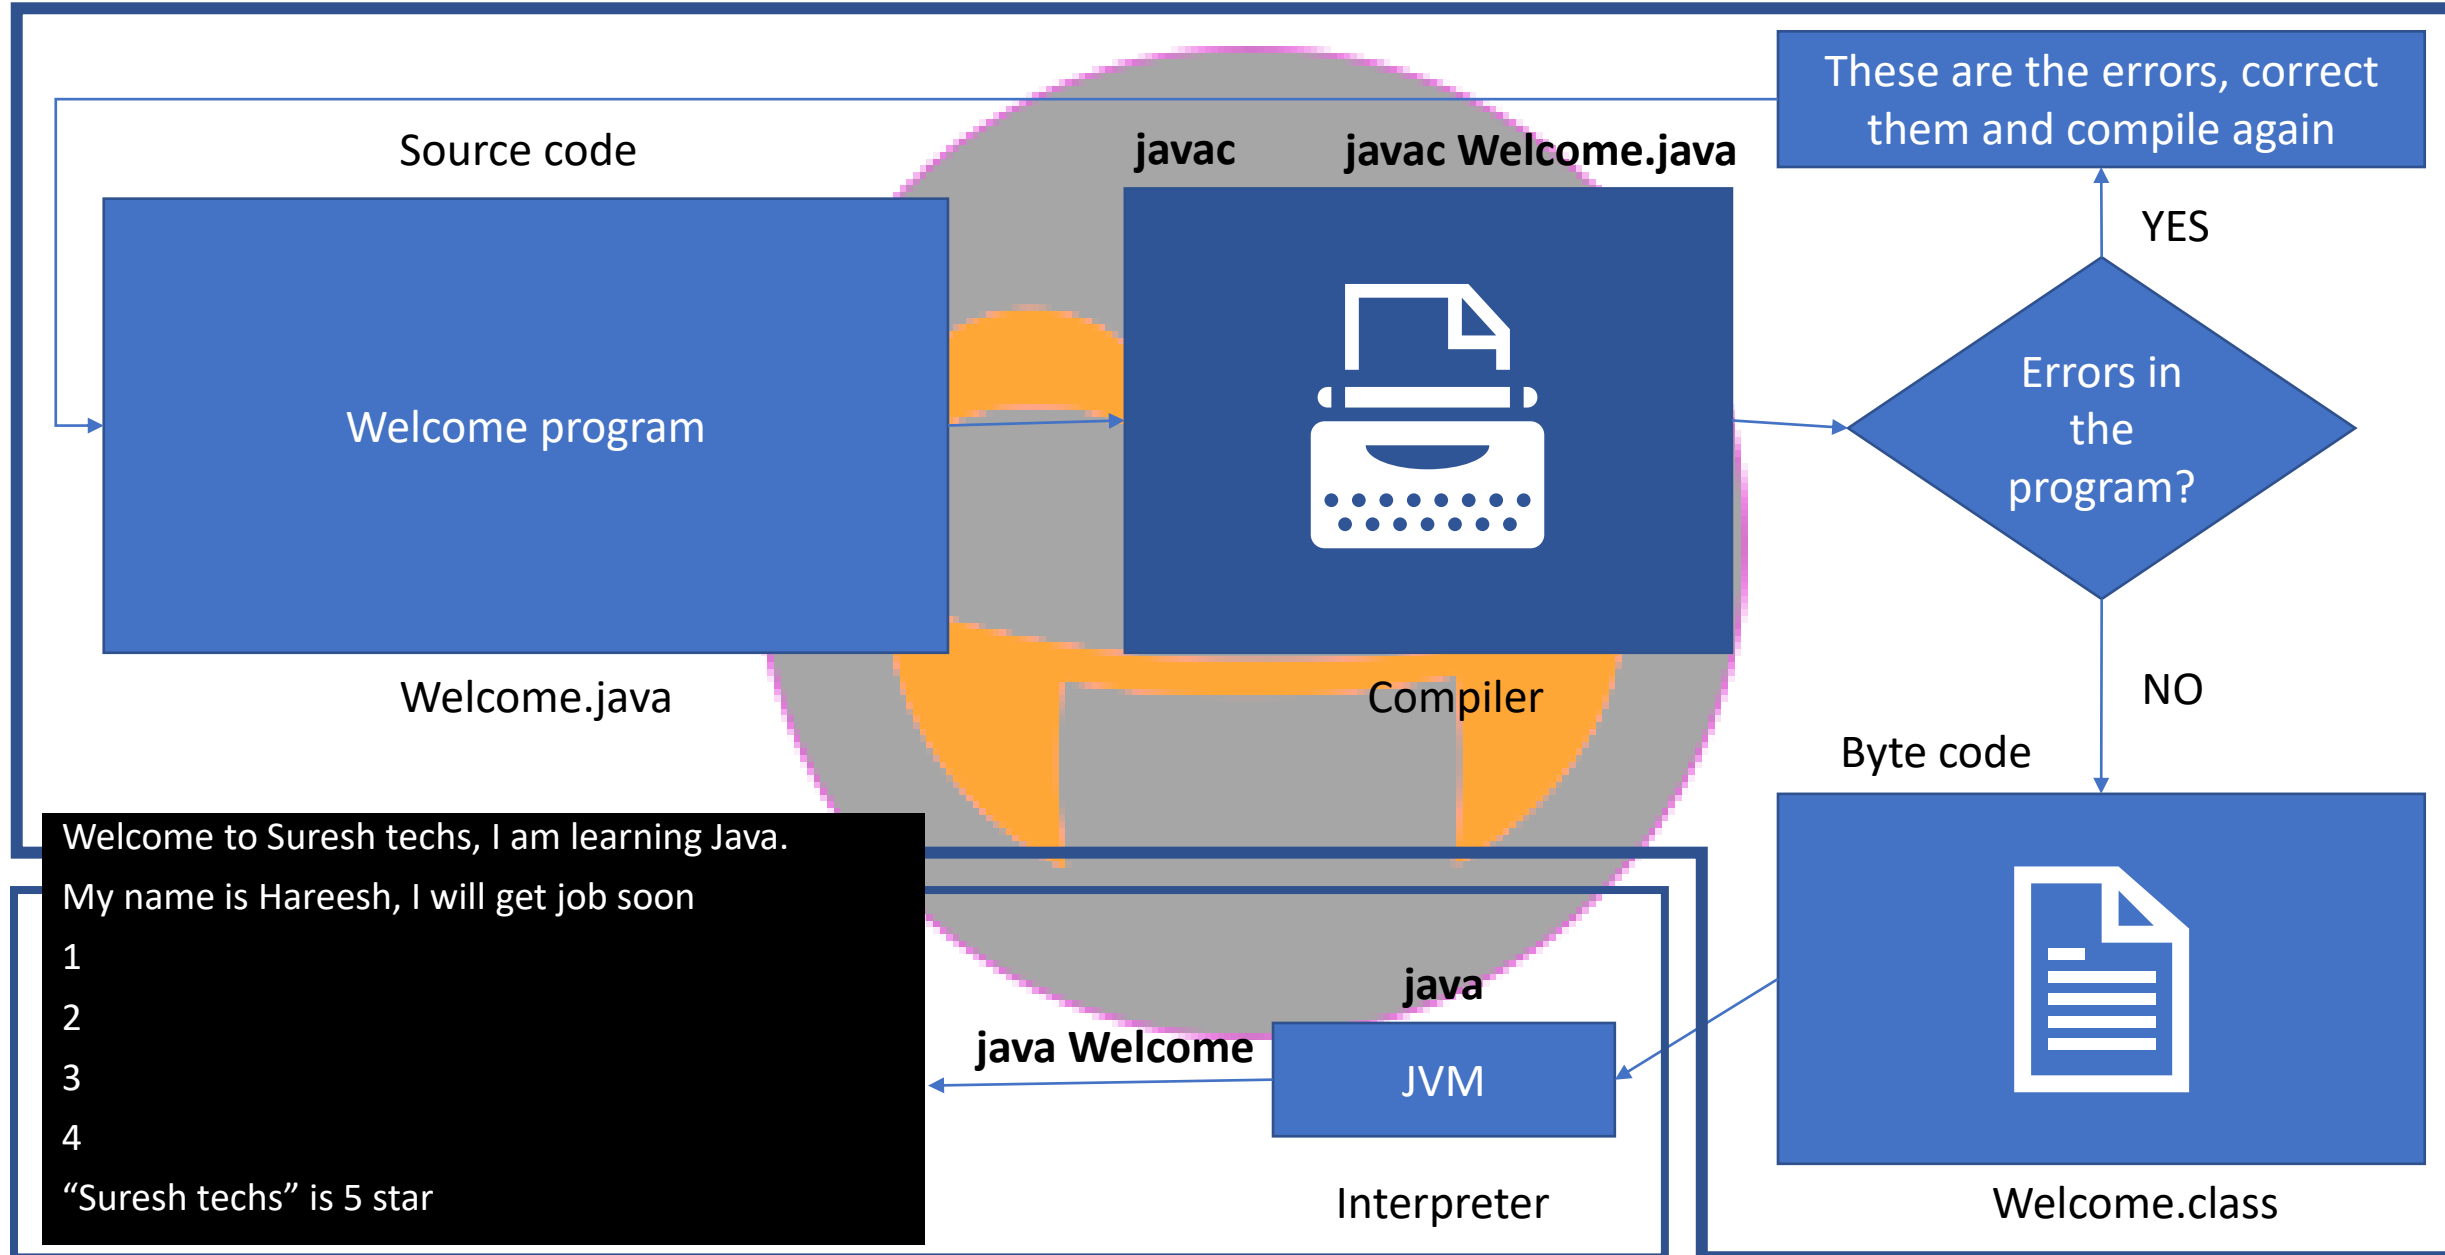 These are the errors, correct
them and compile again
Source code
javac
javac Welcome.java
YES
Welcome program
Errors in
the
program?
Welcome.java
Compiler
NO
Byte code
Welcome to Suresh techs, I am learning Java.
My name is Hareesh, I will get job soon
1
2
3
4
“Suresh techs” is 5 star
java
java Welcome
JVM
Interpreter
Welcome.class